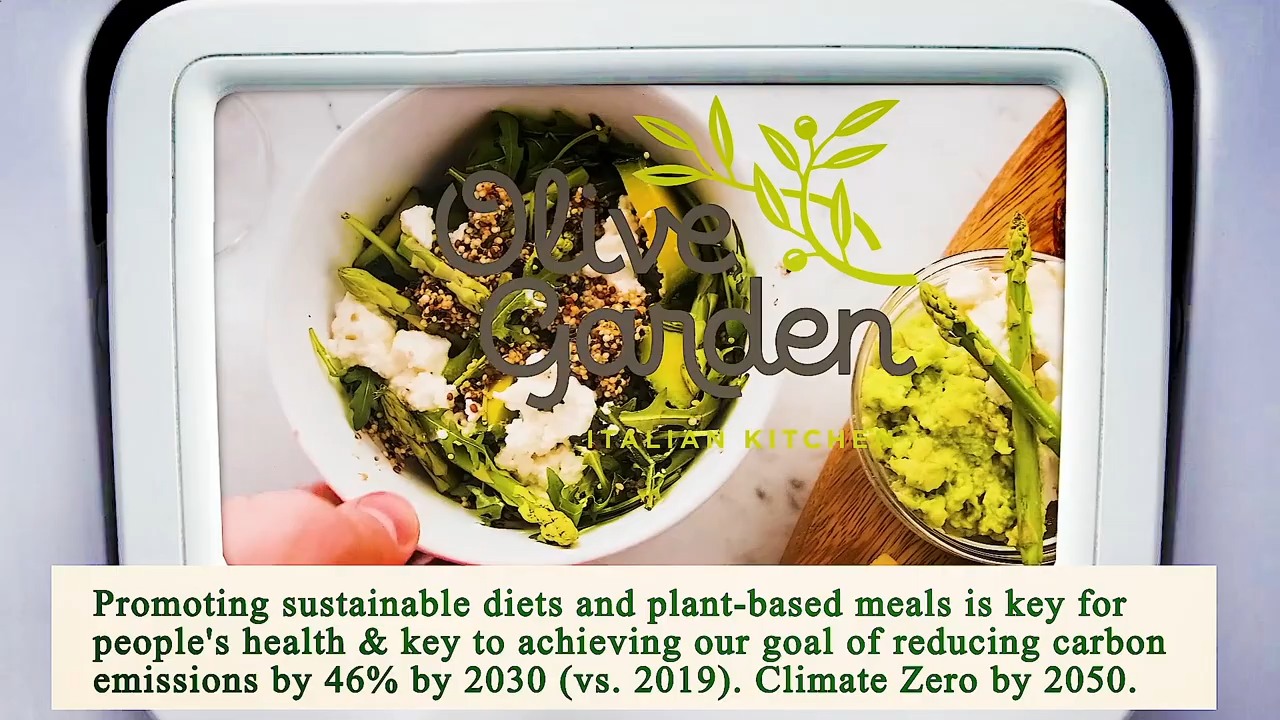 Olive
Garden
ITALIAN KITCHEN
Promoting sustainable diets and plant-based meals is key for
people's health & key to achieving our goal of reducing carbon
emissions by 46% by 2030 (vs. 2019). Climate Zero by 2050.